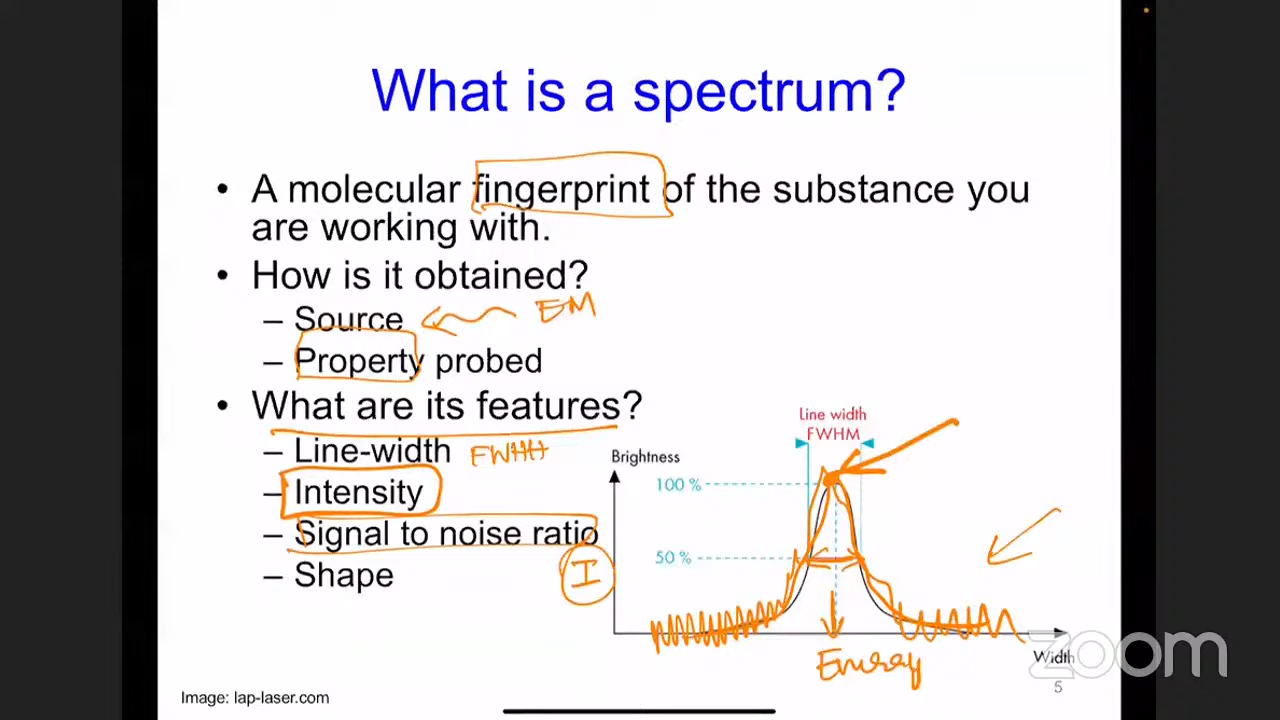 What is a spectrum?
• A molecular fingerprint of the substance you
are working with.
• How is it obtained?
– Source
EM
– Property probed
• What are its features?
– Line-width
FWHH
– Intensity
– Signal to noise ratio
– Shape
I
Line width
FWHM
Brightness
100 %
50 %
Energy
Width
zoom
5
Image: lap-laser.com